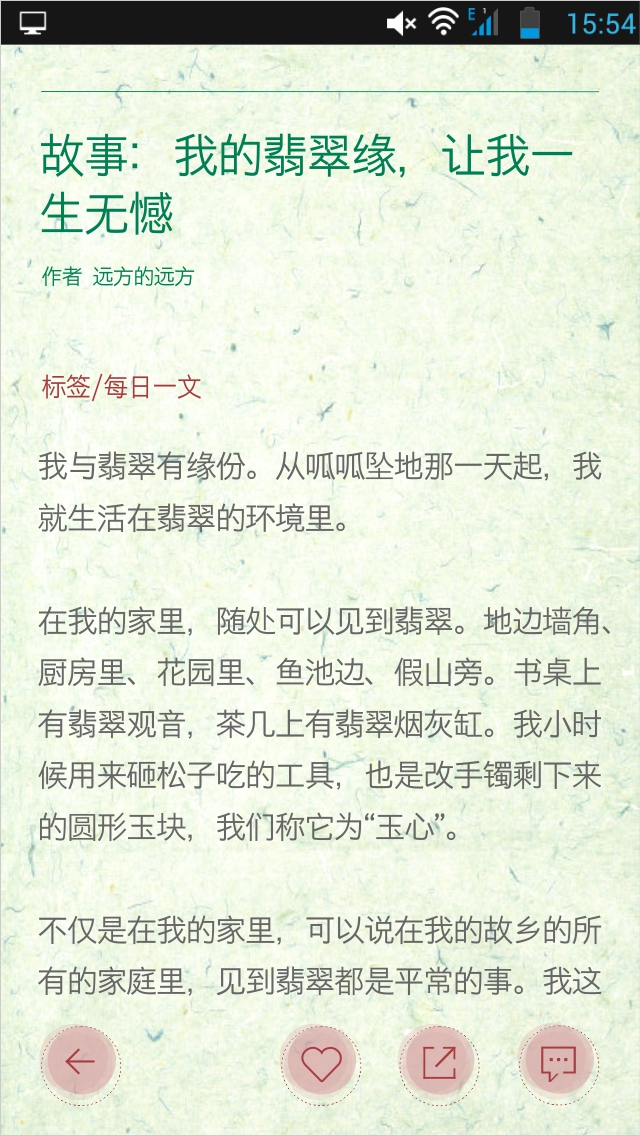 E 1 15:54
故事：我的翡翠缘，让我一
生无憾
作者 远方的远方
标签/每日一文
我与翡翠有缘份。从呱呱坠地那一天起，我
就生活在翡翠的环境里。
在我的家里，随处可以见到翡翠。地边墙角、
厨房里、花园里、鱼池边、假山旁。书桌上
有翡翠观音，茶几上有翡翠烟灰缸。我小时
候用来砸松子吃的工具，也是改手镯剩下来
的圆形玉块，我们称它为“玉心”。
不仅是在我的家里，可以说在我的故乡的所
有的家庭里，见到翡翠都是平常的事。我这